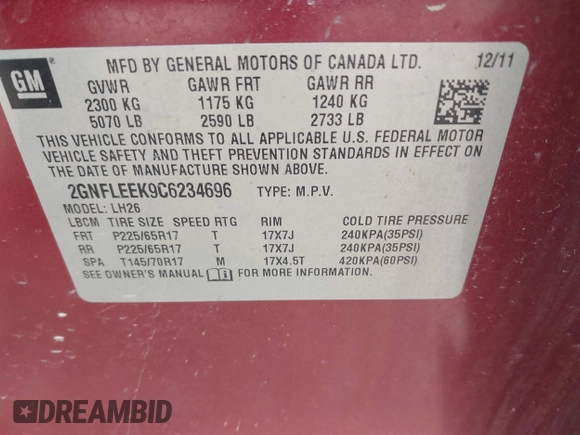 GM
MFD BY GENERAL MOTORS OF CANADA LTD. 12/11
GVWR GAWR FRT GAWR RR
2300 KG 1175 KG 1240 KG
5070 LB 2590 LB 2733 LB
THIS VEHICLE CONFORMS TO ALL APPLICABLE U.S. FEDERAL MOTOR
VEHICLE SAFETY AND THEFT PREVENTION STANDARDS IN EFFECT ON
THE DATE OF MANUFACTURE SHOWN ABOVE.
2GNFLEEK9C6234696 TYPE: M.P.V.
MODEL: LH26
LBCM TIRE SIZE SPEED RTG RIM COLD TIRE PRESSURE
FRT P225/65R17 T 17X7J 240KPA(35PSI)
RR P225/65R17 T 17X7J 240KPA(35PSI)
SPA T145/70R17 M 17X4.5T 420KPA(60PSI)
SEE OWNER'S MANUAL FOR MORE INFORMATION.
DREAMBID